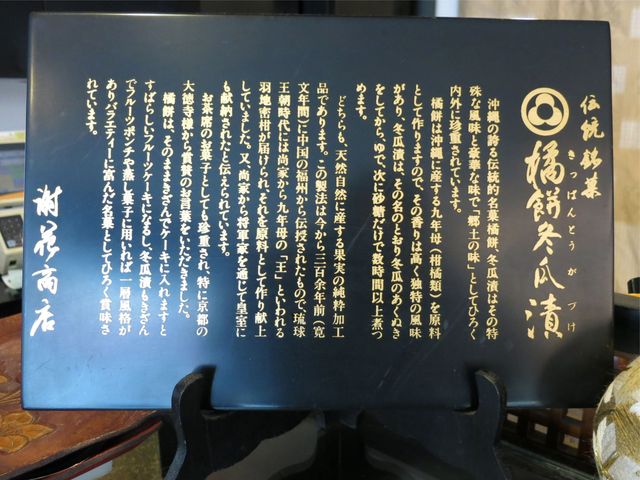 伝統銘菓
橘餅冬瓜漬
きっぱんとうがづけ
沖縄の誇る伝統的名菓橘餅、冬瓜漬はその特
殊な風味と豪華な味で「郷土の味」としてひろく
内外に珍賞されています。
橘餅は沖縄に産する九年母(柑橘類)を原料
として作りますので、その香りは高く独特の風味
があり、冬瓜漬は、その名のとおり冬瓜のあくぬき
をしてから、ゆで、次に砂糖だけで数時間以上煮つ
めます。
どちらも、天然自然に産する果実の純粋加工
品であります。この製法は今から三百余年前(寛
文年間)に中国の福州から伝授されたもので、琉球
王朝時代には尚家から九年母の「王」といわれる
羽地蜜柑が届けられ、それを原料として作り献上
していました。又、尚家から将軍家を通じて皇室に
も献納されたと伝えられています。
お茶席のお菓子としても珍重され、特に京都の
大徳寺様から賞賛のお言葉をいただきました。
橘餅は、そのままきざんでケーキに入れますと
すばらしいフルーツケーキになるし、冬瓜漬もきざん
でフルーツポンチや蒸し菓子に用いれば一層風格が
ありバラエティーに富んだ名菓としてひろく賞味さ
れています。
謝花商店